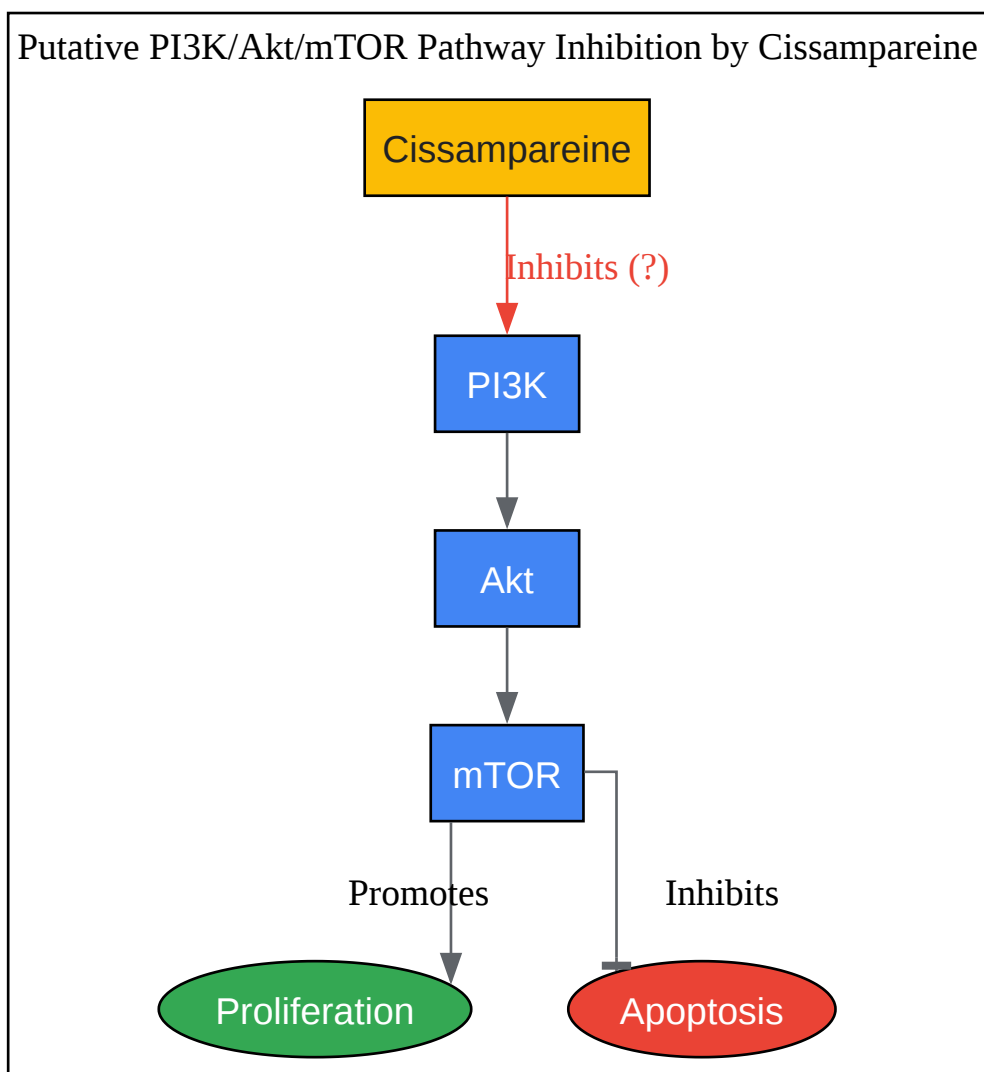 Putative PI3K/Akt/mTOR Pathway Inhibition by Cissampareine
Cissampareine
Inhibits (?)
PI3K
Akt
mTOR
Promotes
Inhibits
Proliferation
Apoptosis